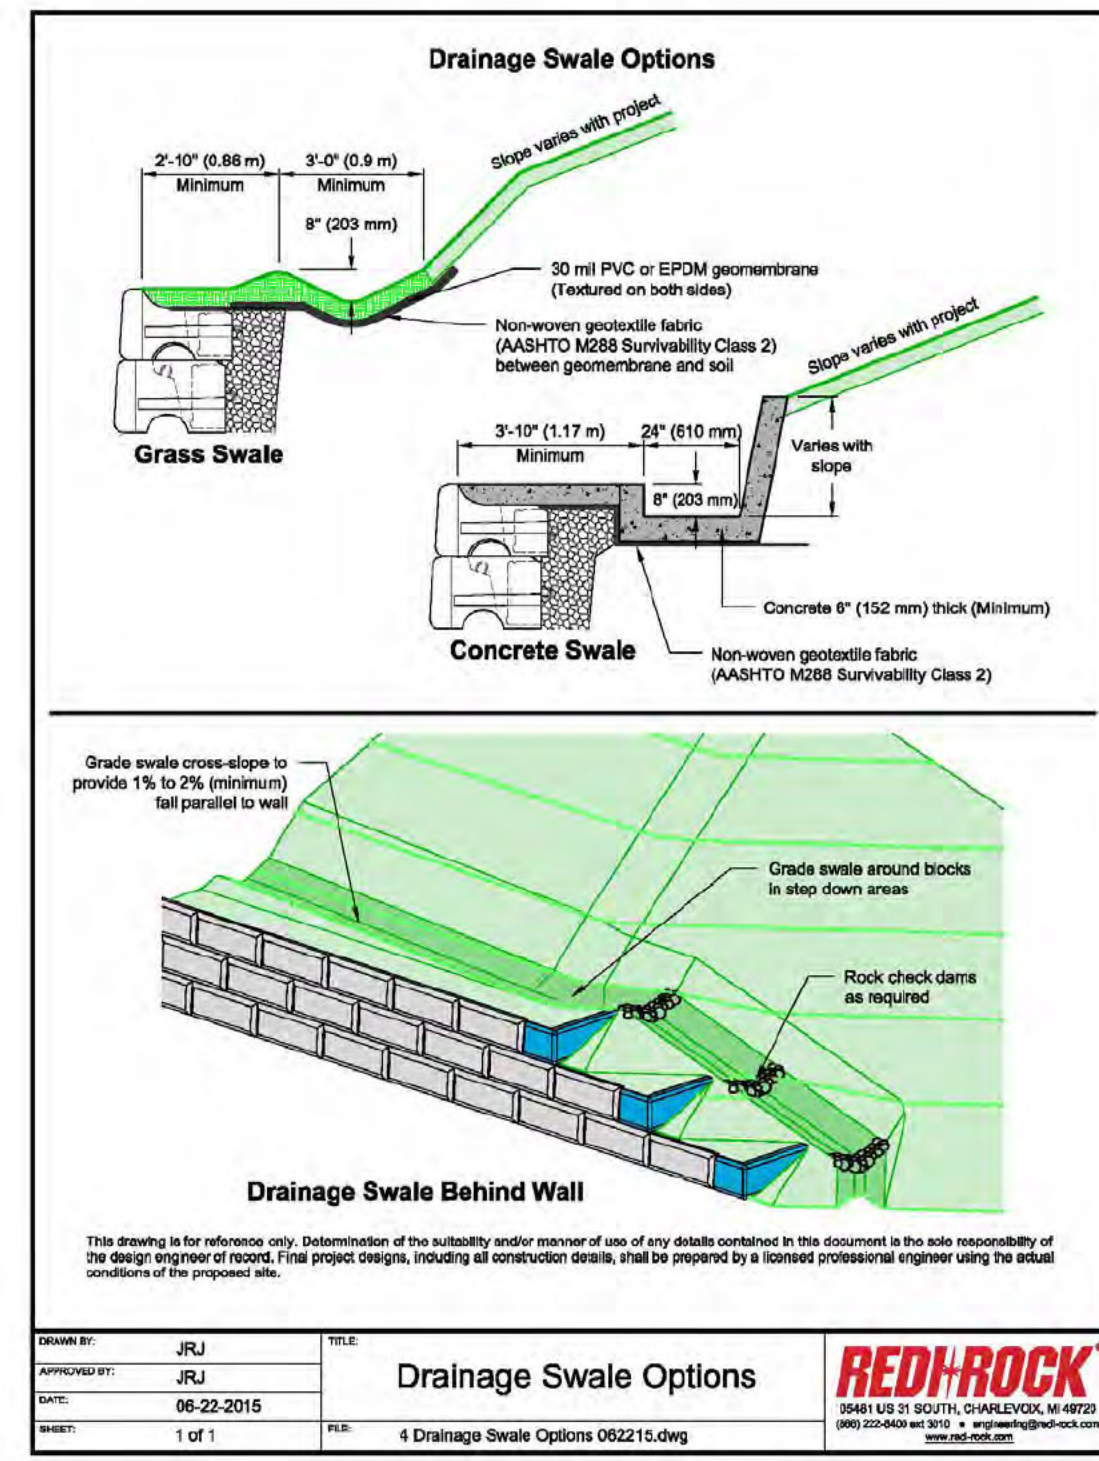 Drainage Swale Options
Slope varies with project
2'-10" (0.86 m)
Minimum
3'-0" (0.9 m)
Minimum
8" (203 mm)
30 mil PVC or EPDM geomembrane
(Textured on both sides)
Non-woven geotextile fabric
(AASHTO M288 Survivability Class 2)
between geomembrane and soil
Grass Swale
Slope varies with project
3'-10" (1.17 m)
Minimum
24" (610 mm)
8" (203 mm)
Varies with
slope
Concrete 6" (152 mm) thick (Minimum)
Concrete Swale
Non-woven geotextile fabric
(AASHTO M288 Survivability Class 2)
Grade swale cross-slope to
provide 1% to 2% (minimum)
fall parallel to wall
Grade swale around blocks
in step down areas
Rock check dams
as required
Drainage Swale Behind Wall
This drawing is for reference only. Determination of the suitability and/or manner of use of any details contained in this document is the sole responsibility of
the design engineer of record. Final project designs, including all construction details, shall be prepared by a licensed professional engineer using the actual
conditions of the proposed site.
DRAWN BY: JRJ
APPROVED BY: JRJ
DATE: 06-22-2015
SHEET: 1 of 1
TITLE:
Drainage Swale Options
FILE: 4 Drainage Swale Options 062215.dwg
REDI-ROCK
05481 US 31 SOUTH, CHARLEVOIX, MI 49720
(866) 222-8400 ext 3010 • engineering@redi-rock.com
www.redi-rock.com